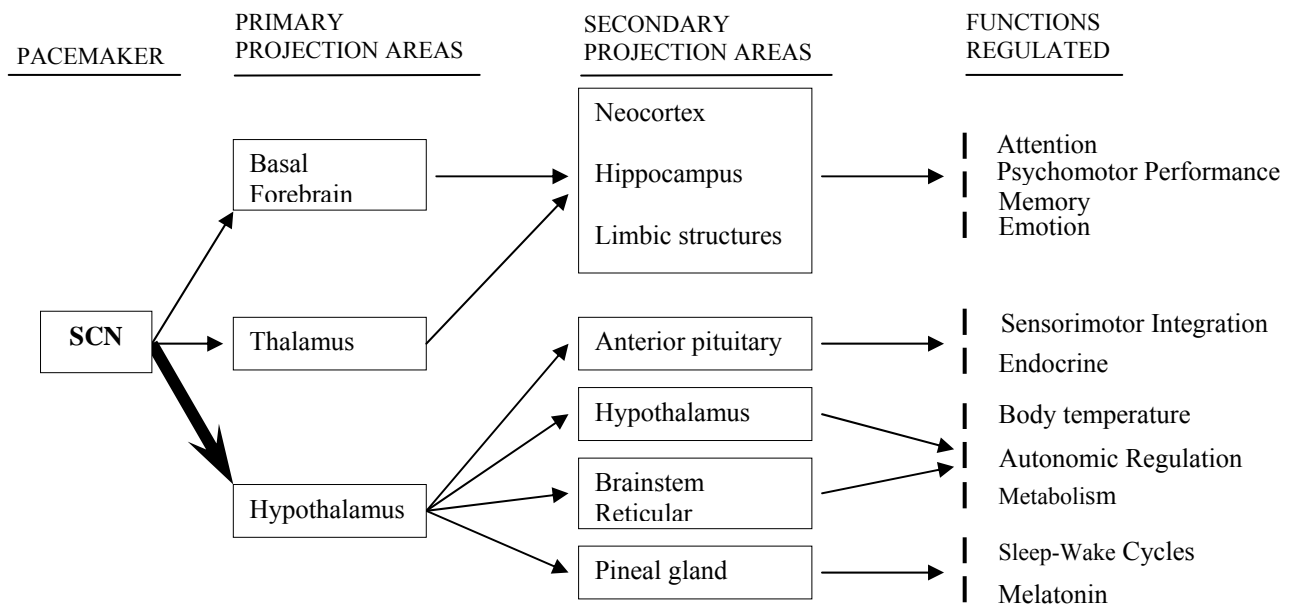 PACEMAKER
PRIMARY
PROJECTION AREAS
SECONDARY
PROJECTION AREAS
FUNCTIONS
REGULATED
SCN
Basal
Forebrain
Thalamus
Hypothalamus
Neocortex
Hippocampus
Limbic structures
Anterior pituitary
Hypothalamus
Brainstem
Reticular
Pineal gland
Attention
Psychomotor Performance
Memory
Emotion
Sensorimotor Integration
Endocrine
Body temperature
Autonomic Regulation
Metabolism
Sleep-Wake Cycles
Melatonin